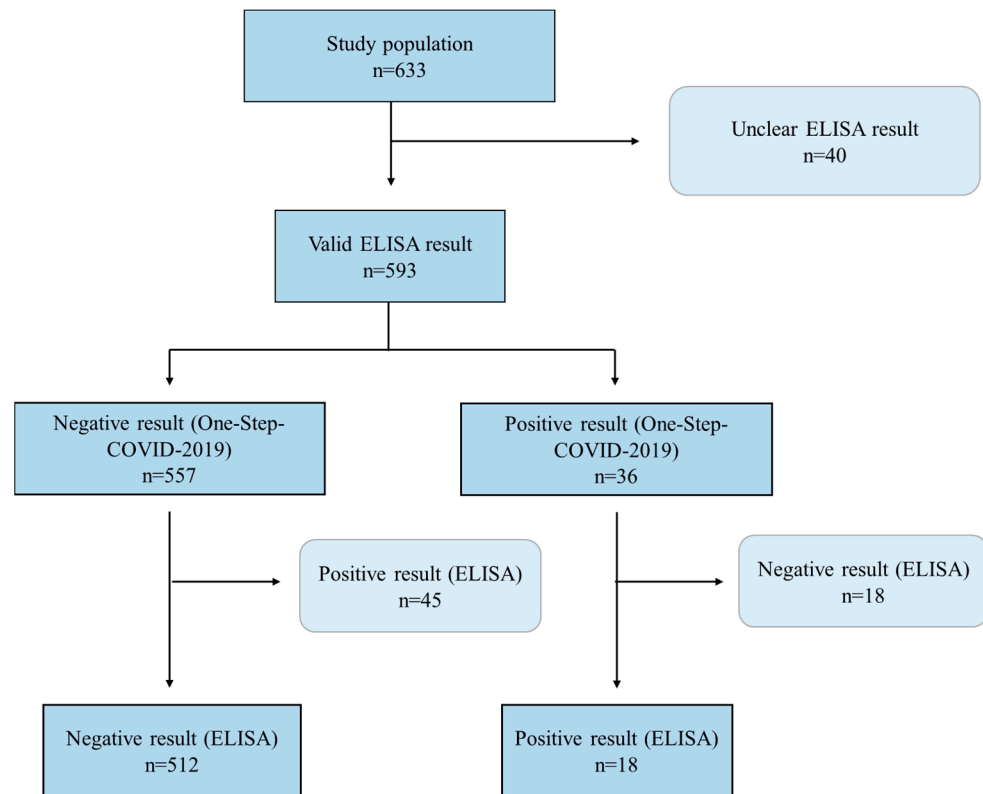 Study population
n=633
Unclear ELISA result
n=40
Valid ELISA result
n=593
Negative result (One-Step-
COVID-2019)
n=557
Positive result (One-Step-
COVID-2019)
n=36
Positive result (ELISA)
n=45
Negative result (ELISA)
n=18
Negative result (ELISA)
n=512
Positive result (ELISA)
n=18